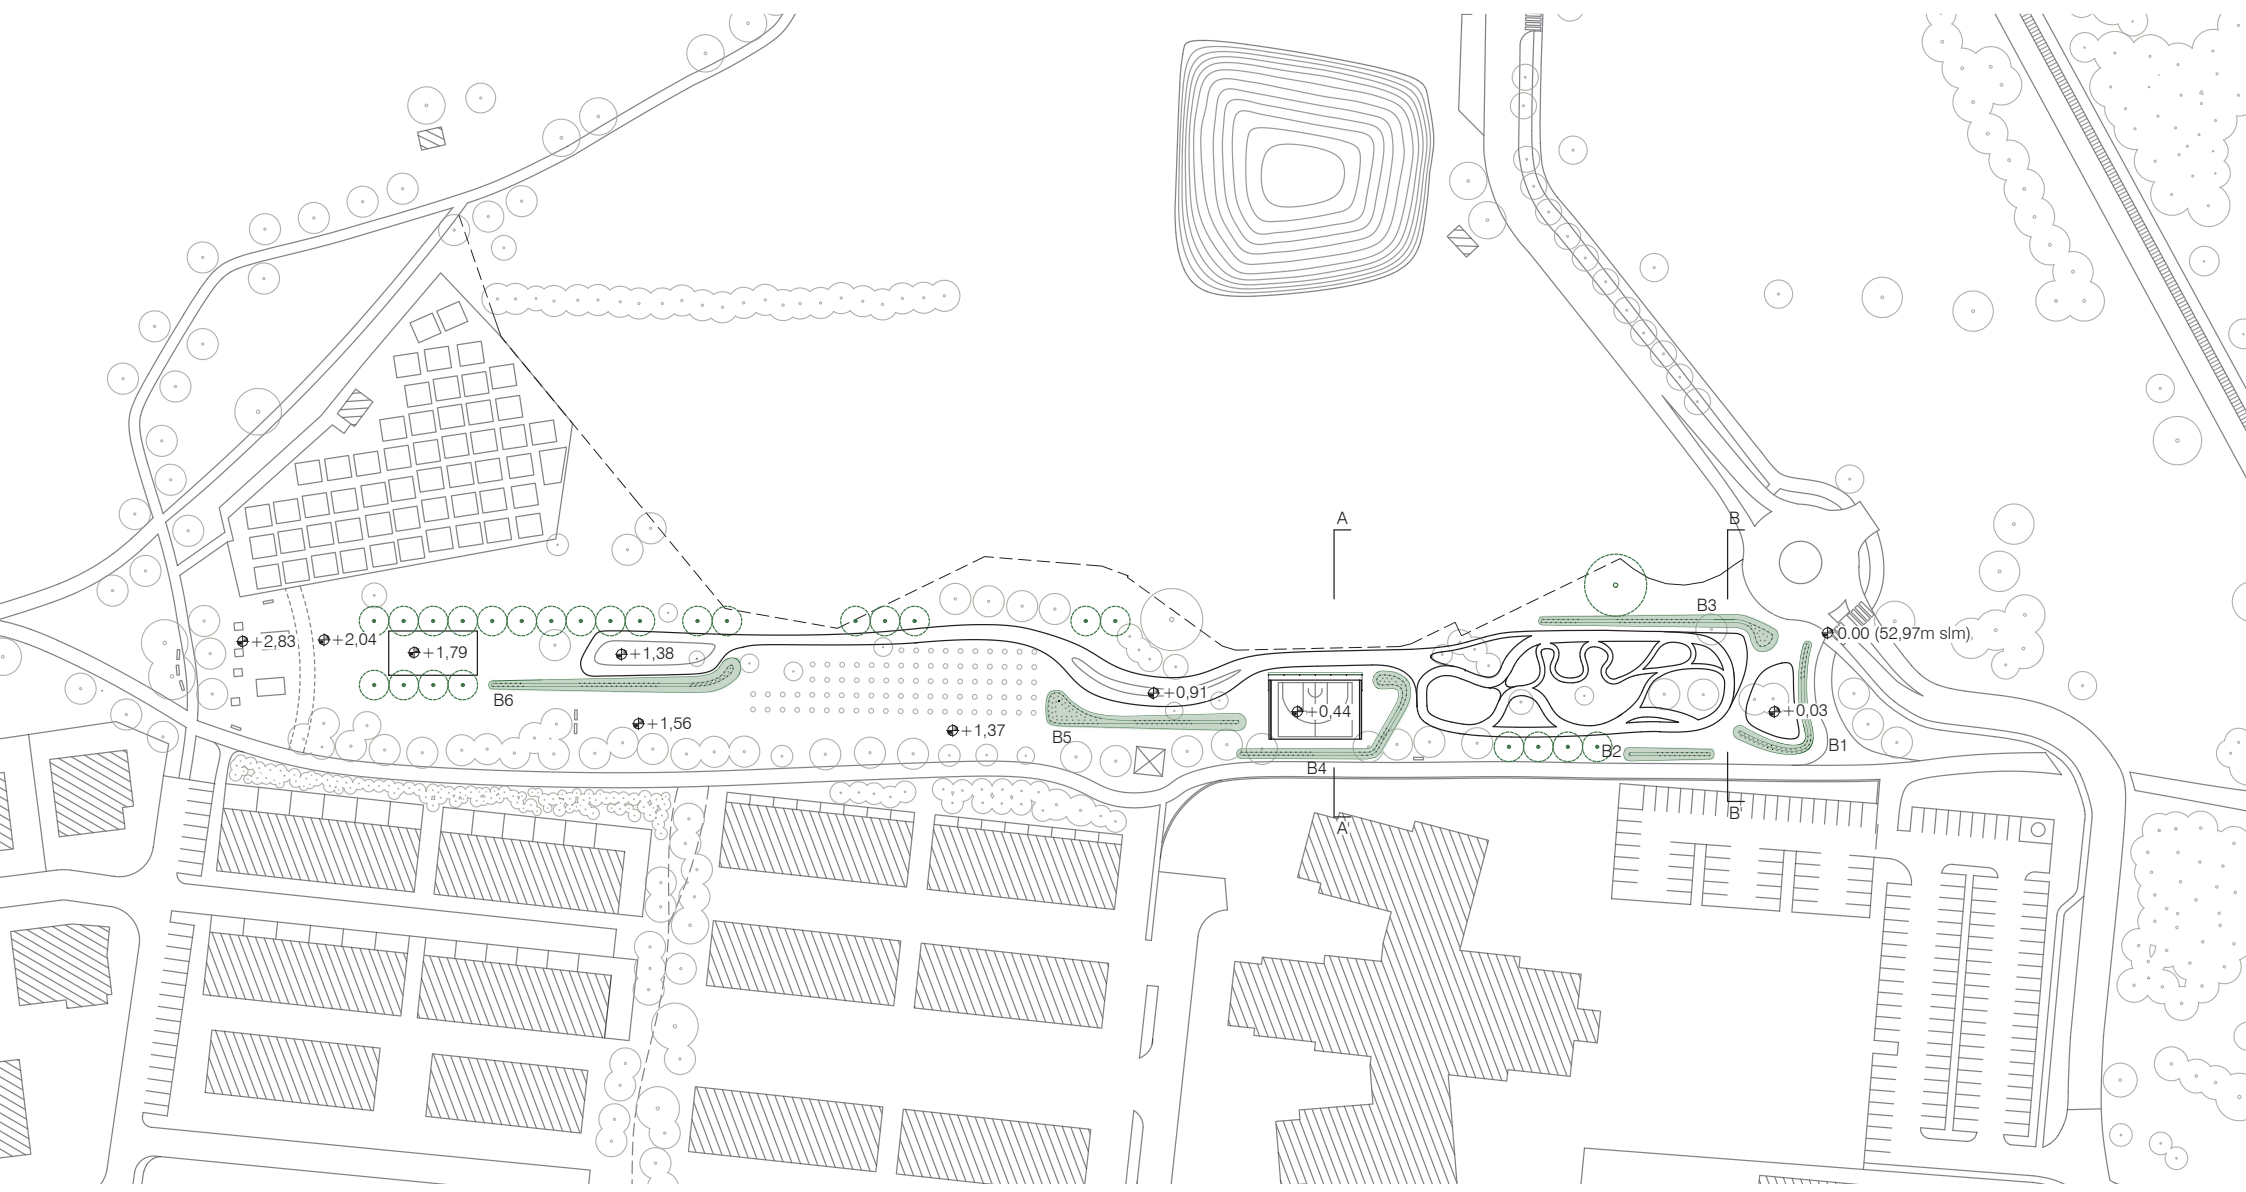 A
B
B3
+2,83
+2,04
+1,79
+1,38
0.00 (52,97m slm)
B6
+0,91
+0,44
+0,03
+1,56
+1,37
B5
B2
B1
B4
A'
B'